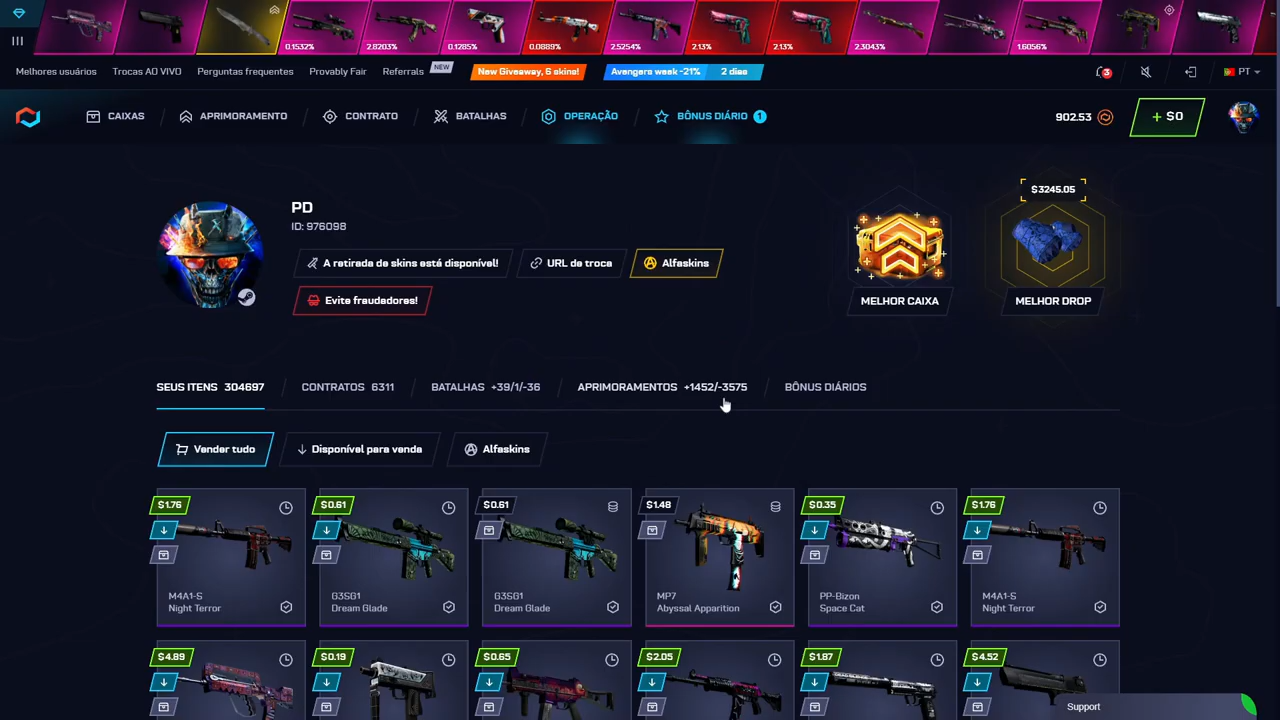 0.1532%
2.8203%
0.1285%
0.0889%
2.5254%
2.13%
2.13%
2.3043%
1.6056%
Melhores usuários
Trocas AO VIVO
Perguntas frequentes
Provably Fair
Referrals
NEW
New Giveaway, 6 skins!
Avengers week -21%
2 dias
3
PT
CAIXAS
APRIMORAMENTO
CONTRATO
BATALHAS
OPERAÇÃO
BÔNUS DIÁRIO 1
902.53
+ $0
PD
ID: 976098
A retirada de skins está disponível!
URL de troca
Alfaskins
Evite fraudadores!
MELHOR CAIXA
$3245.05
MELHOR DROP
SEUS ITENS 304697
CONTRATOS 6311
BATALHAS +39/1/-36
APRIMORAMENTOS +1452/-3575
BÔNUS DIÁRIOS
Vender tudo
Disponível para venda
Alfaskins
$1.76
M4A1-S
Night Terror
$0.61
G3SG1
Dream Glade
$0.61
G3SG1
Dream Glade
$1.48
MP7
Abyssal Apparition
$0.35
PP-Bizon
Space Cat
$1.76
M4A1-S
Night Terror
$4.89
$0.19
$0.65
$2.05
$1.87
$4.52
Support